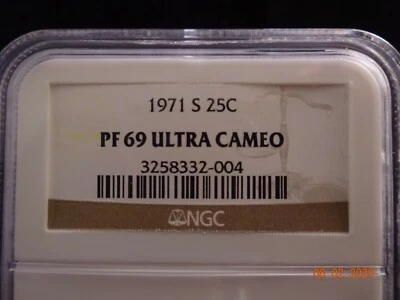 1971 S 25C
PF 69 ULTRA CAMEO
3258332-004
NGC